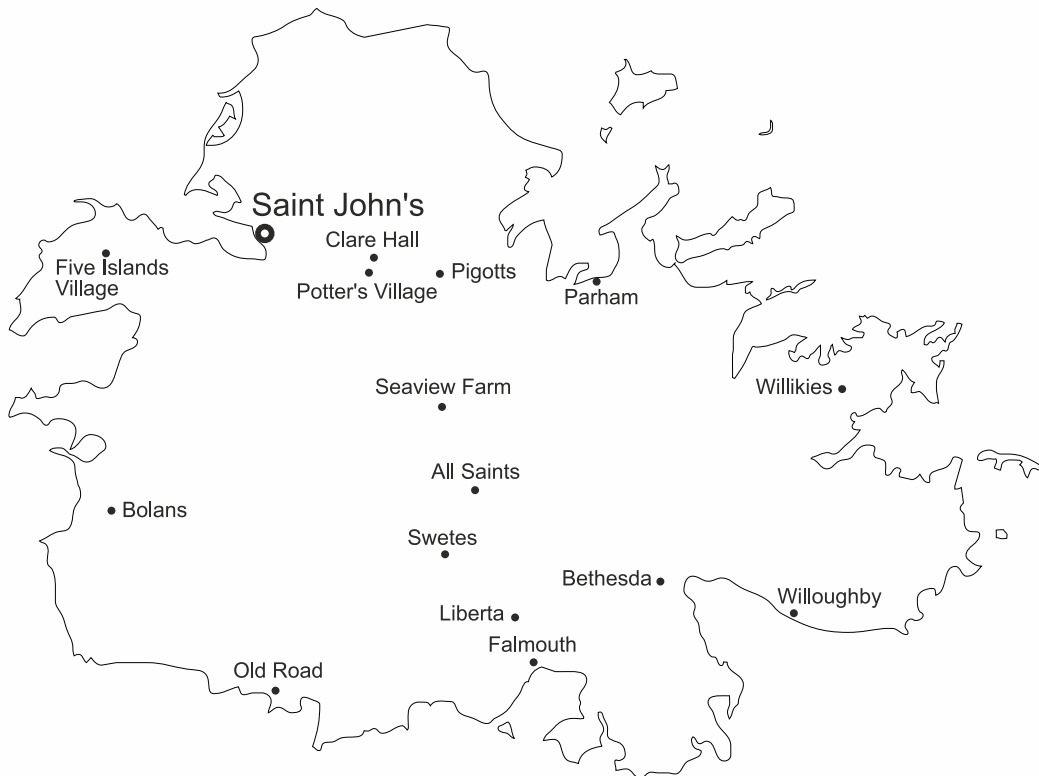 Saint John's
Clare Hall
Five Islands
Village
Potter's Village
Pigotts
Parham
Seaview Farm
Willikies
All Saints
Bolans
Swetes
Bethesda
Willoughby
Liberta
Falmouth
Old Road